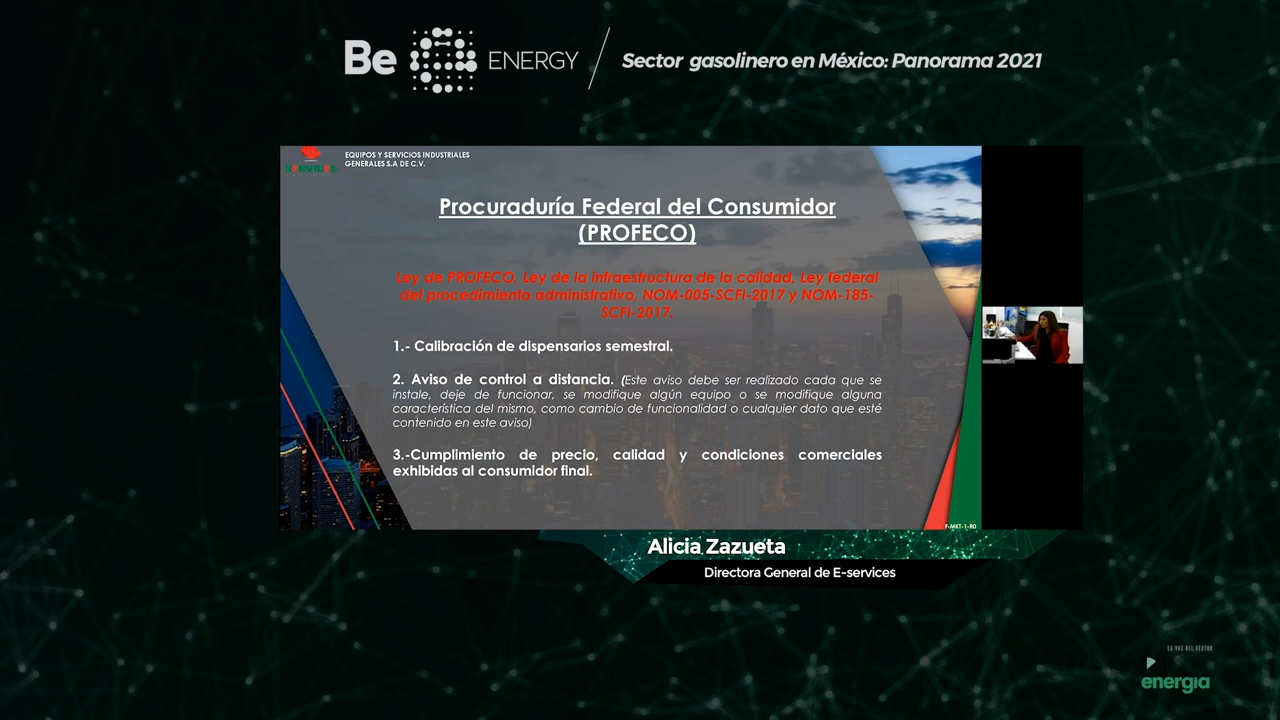 Be ENERGY
Sector gasolinero en México: Panorama 2021
EQUIPOS Y SERVICIOS INDUSTRIALES
GENERALES S.A DE C.V.
Procuraduría Federal del Consumidor
(PROFECO)
Ley de PROFECO, Ley de la infraestructura de la calidad, Ley federal
del procedimiento administrativo, NOM-005-SCFI-2017 y NOM-185-
SCFI-2017.
1.- Calibración de dispensarios semestral.
2. Aviso de control a distancia. (Este aviso debe ser realizado cada que se
instale, deje de funcionar, se modifique algún equipo o se modifique alguna
característica del mismo, como cambio de funcionalidad o cualquier dato que esté
contenido en este aviso)
3.-Cumplimiento de precio, calidad y condiciones comerciales
exhibidas al consumidor final.
F-MKT-1-R0
Alicia Zazueta
Directora General de E-services
LA VOZ DEL SECTOR
energía